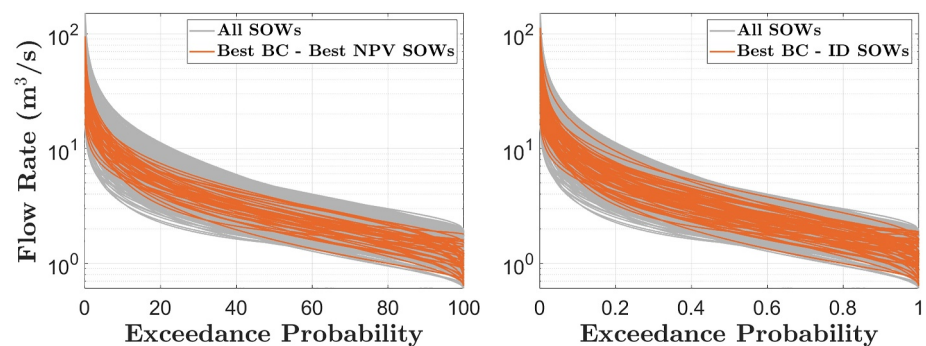 All SOWs
Best BC - Best NPV SOWs
10²
10¹
10⁰
Flow Rate (m³/s)
0
20
40
60
80
100
Exceedance Probability
All SOWs
Best BC - ID SOWs
10²
10¹
10⁰
0
0.2
0.4
0.6
0.8
1
Exceedance Probability